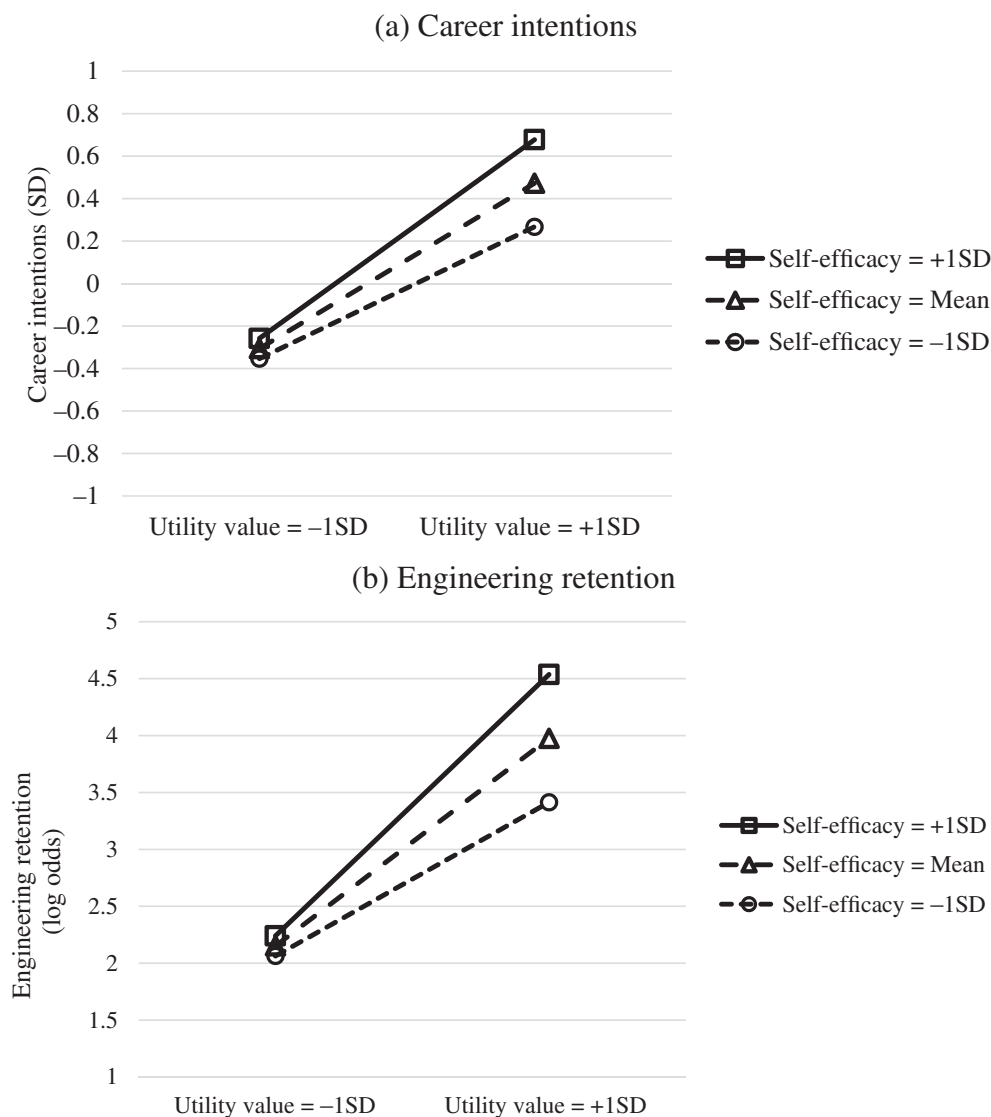 (a) Career intentions
1
0.8
0.6
0.4
0.2
0
–0.2
–0.4
–0.6
–0.8
–1
Career intentions (SD)
Utility value = –1SD
Utility value = +1SD
Self-efficacy = +1SD
Self-efficacy = Mean
Self-efficacy = –1SD
(b) Engineering retention
5
4.5
4
3.5
3
2.5
2
1.5
1
Engineering retention
(log odds)
Utility value = –1SD
Utility value = +1SD
Self-efficacy = +1SD
Self-efficacy = Mean
Self-efficacy = –1SD